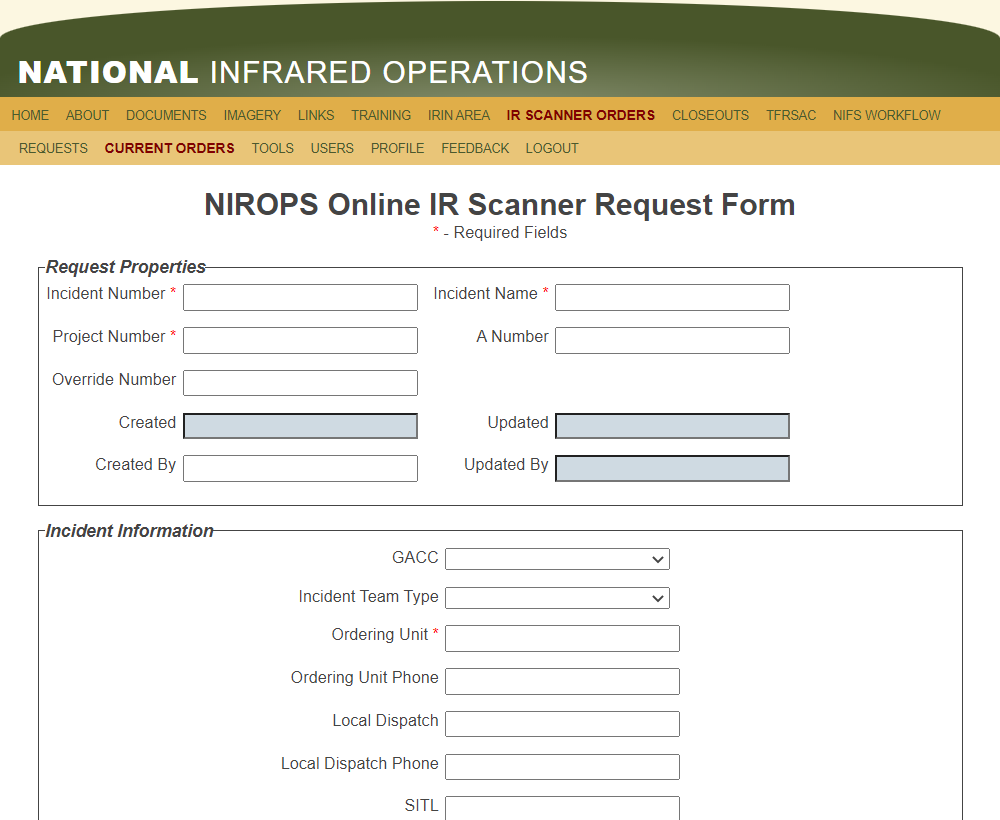 NATIONAL INFRARED OPERATIONS
HOME ABOUT DOCUMENTS IMAGERY LINKS TRAINING IRIN AREA IR SCANNER ORDERS CLOSEOUTS TFRSAC NIFS WORKFLOW
REQUESTS CURRENT ORDERS TOOLS USERS PROFILE FEEDBACK LOGOUT
NIROPS Online IR Scanner Request Form
* - Required Fields
Request Properties
Incident Number * Incident Name *
Project Number * A Number
Override Number
Created Updated
Created By Updated By
Incident Information
GACC
Incident Team Type
Ordering Unit *
Ordering Unit Phone
Local Dispatch
Local Dispatch Phone
SITL